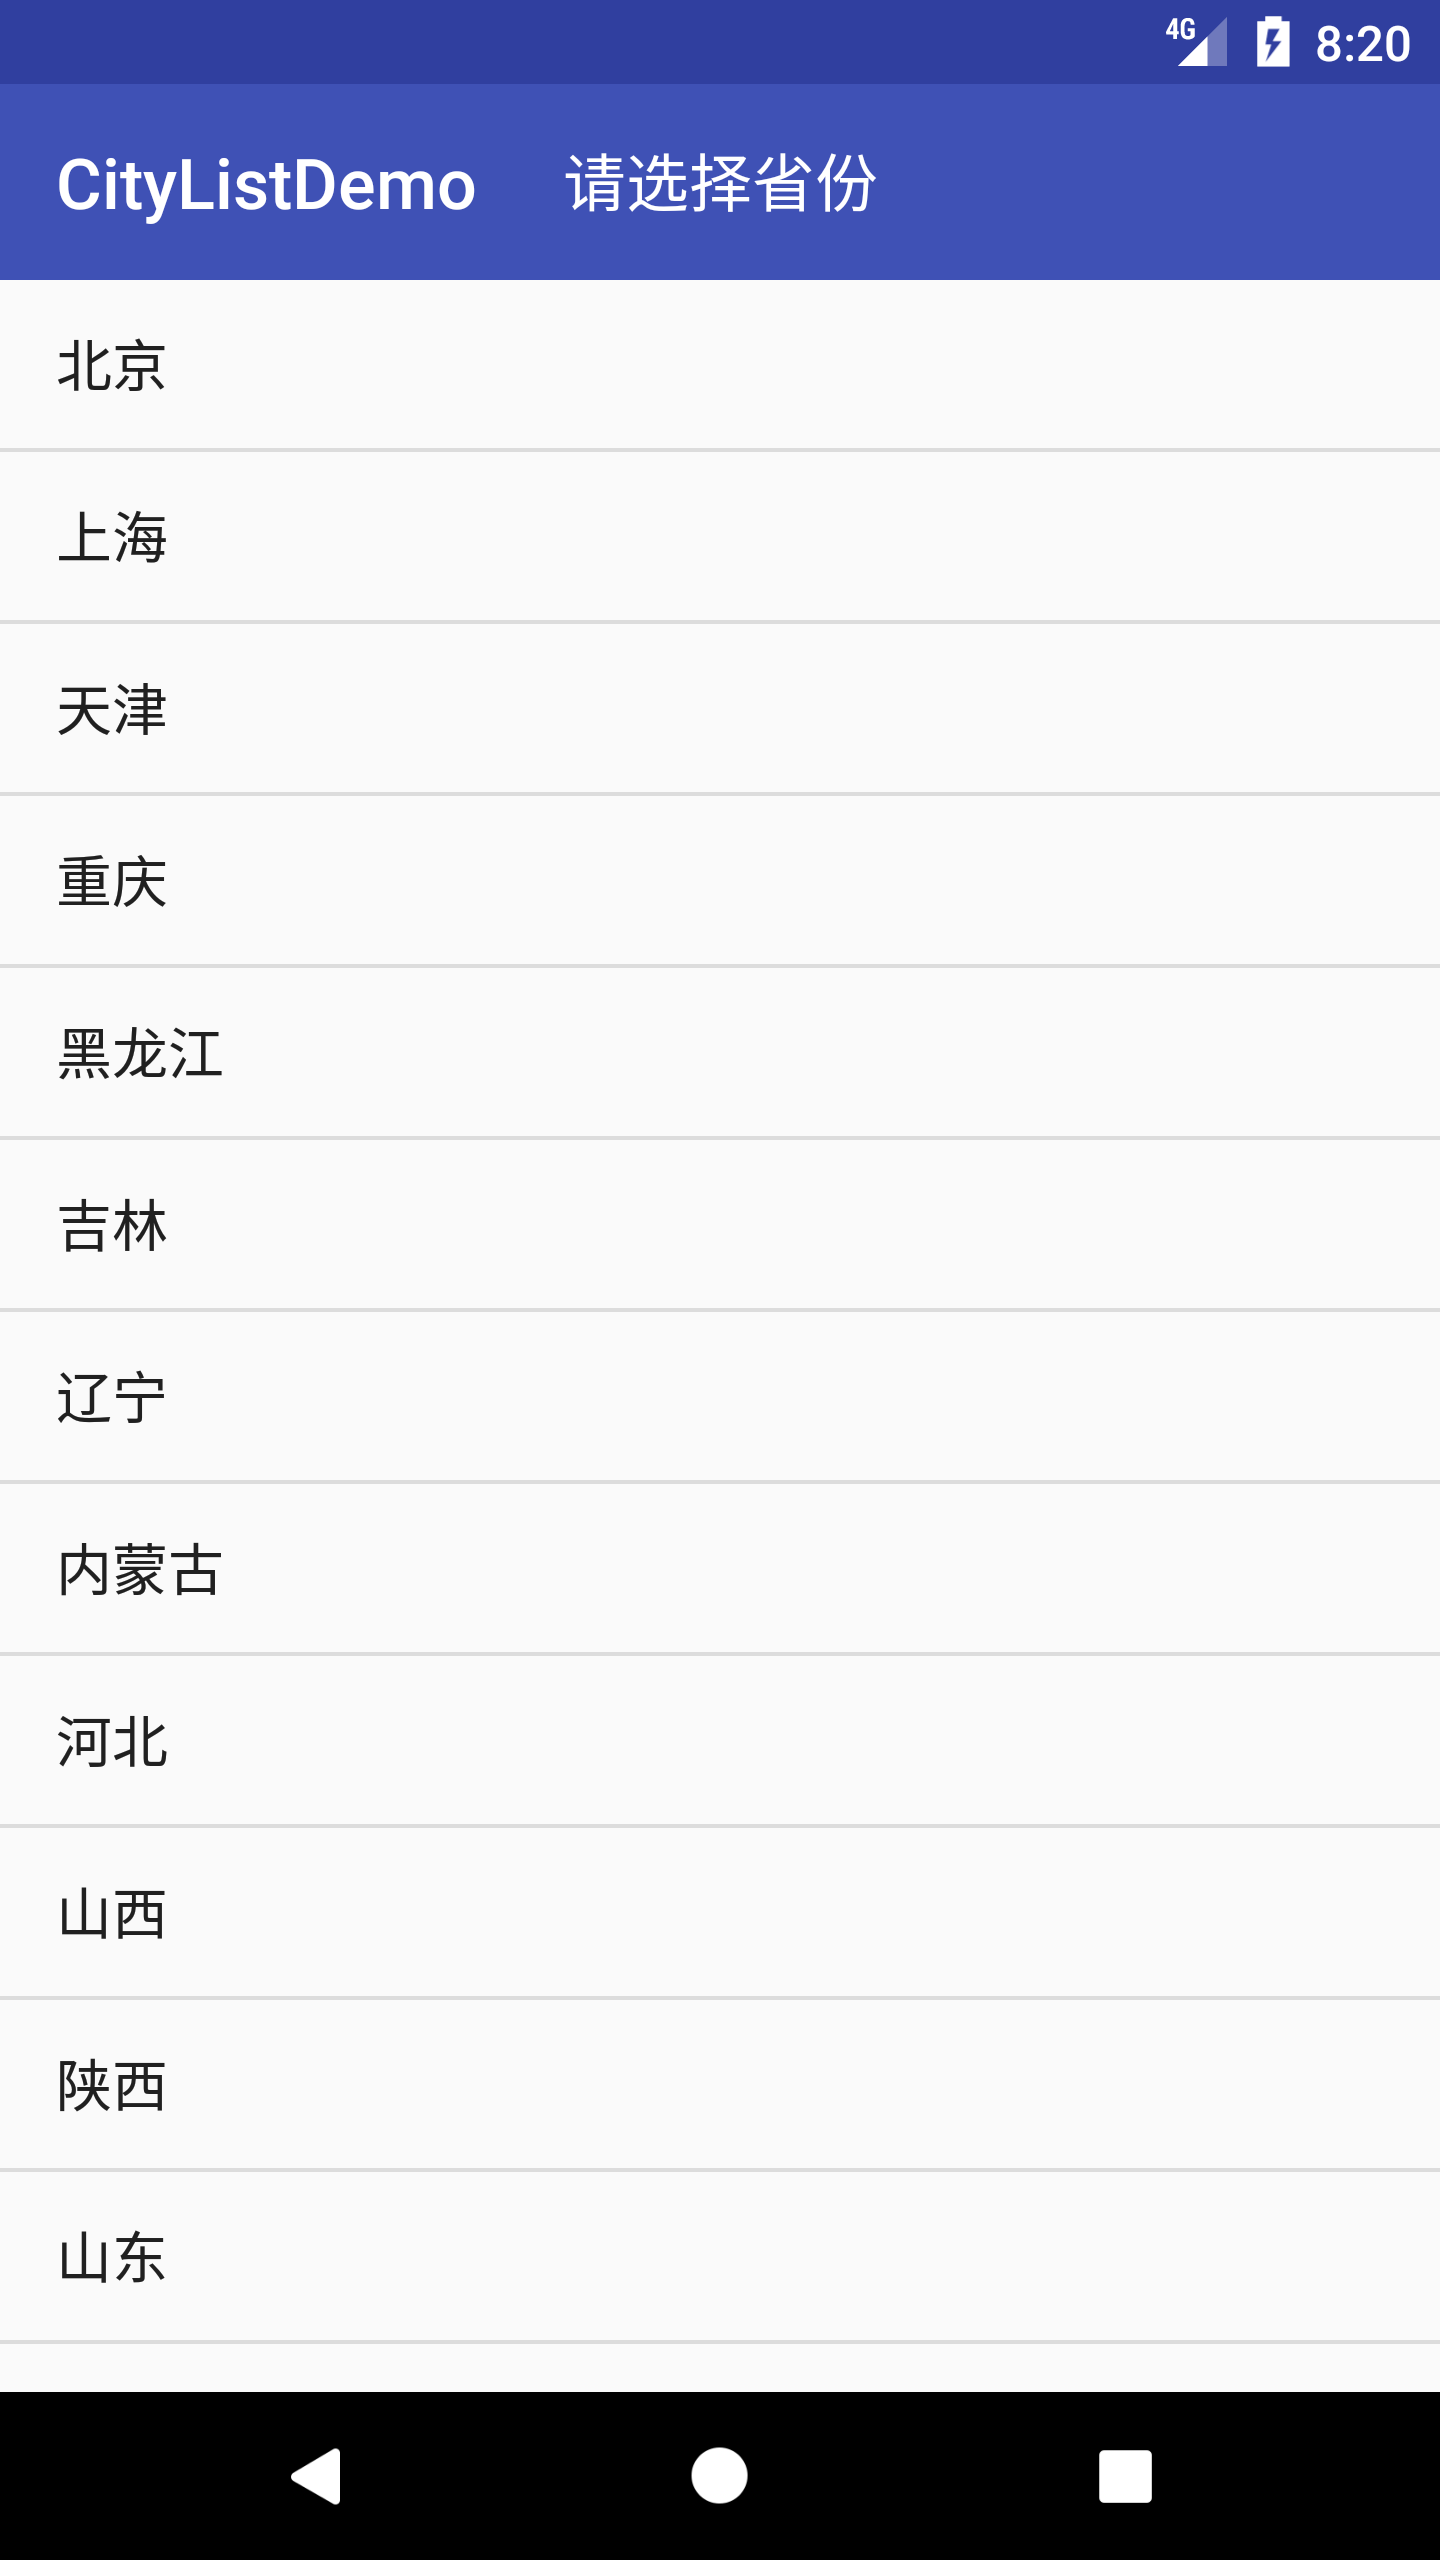 4G 8:20
CityListDemo 请选择省份
北京
上海
天津
重庆
黑龙江
吉林
辽宁
内蒙古
河北
山西
陕西
山东